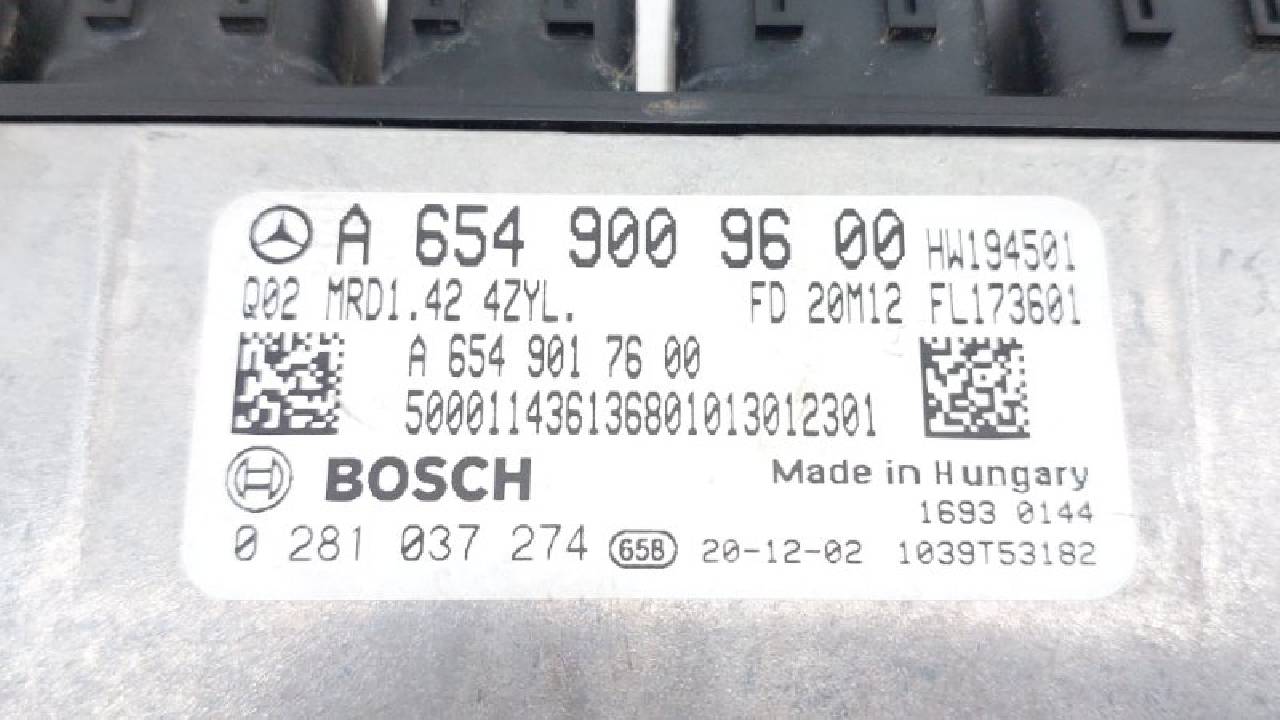 A 654 900 96 00 HW194501
Q02 MRD1.42 4ZYL. FD 20M12 FL173601
A 654 901 76 00
500011436136801013012301
BOSCH Made in Hungary
1693 0144
0 281 037 274 65B 20-12-02 1039T53182